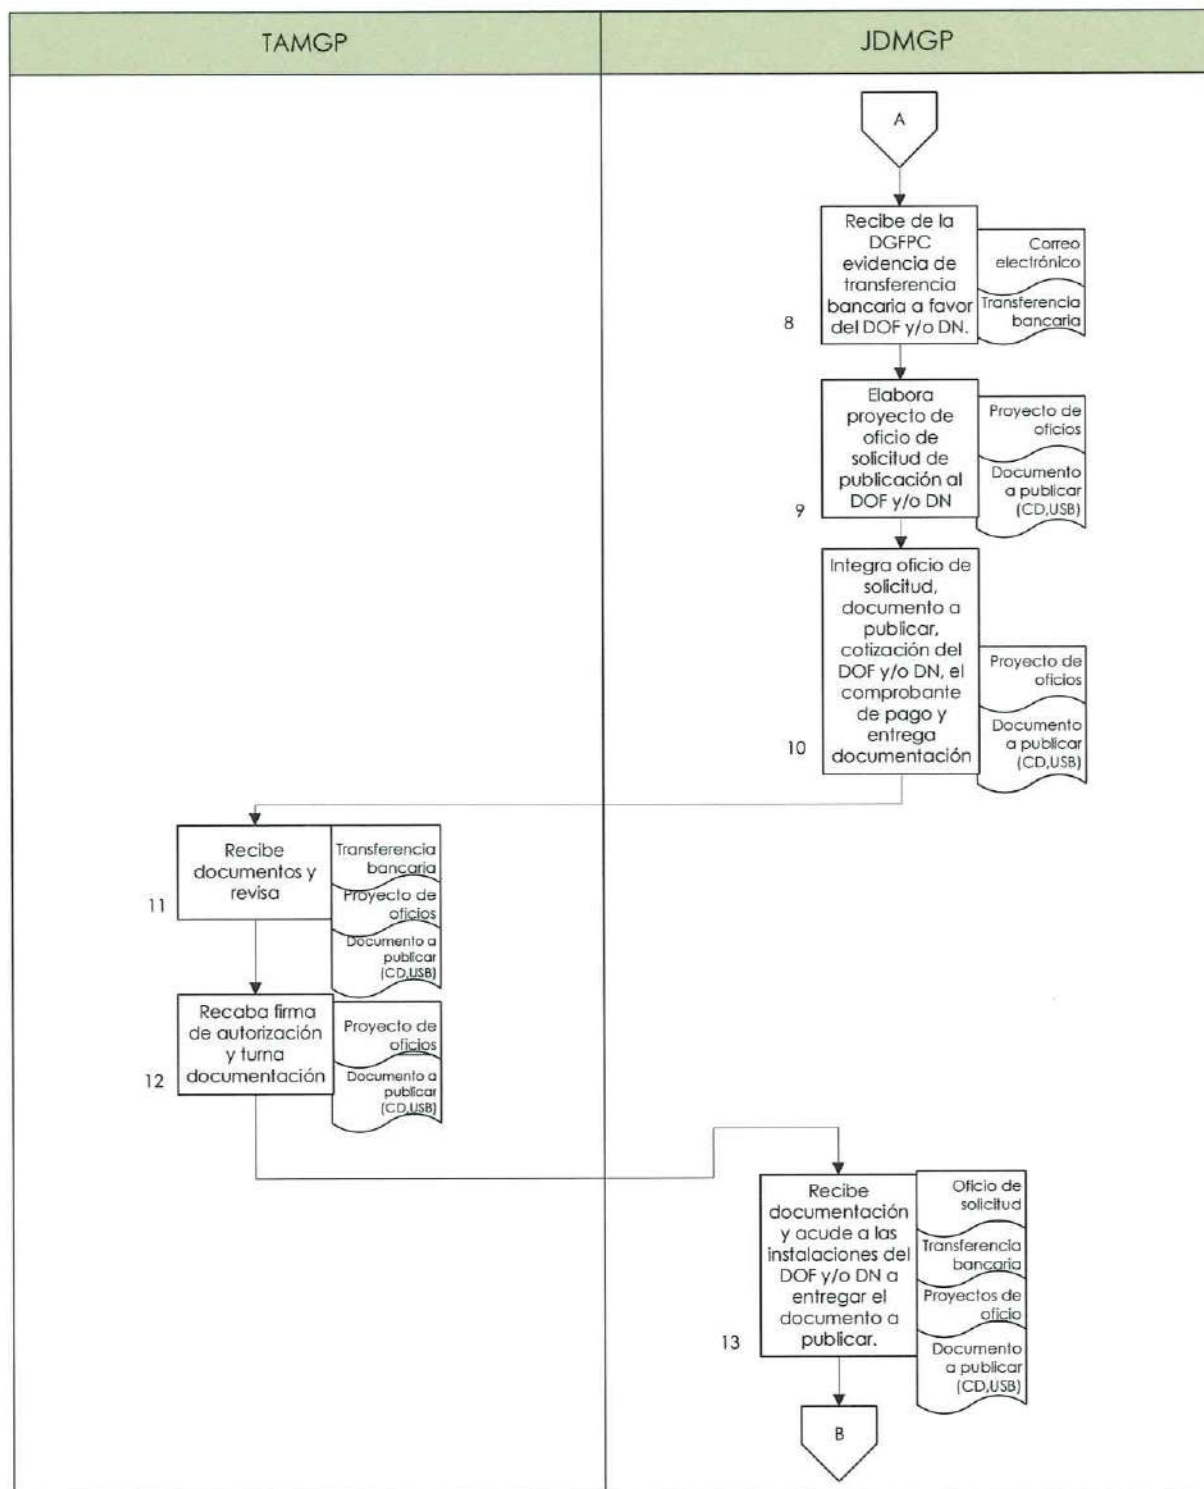 TAMGP
JDMGP
A
Recibe de la
DGFPC
evidencia de
transferencia
bancaria a favor
del DOF y/o DN.
8
Correo
electrónico
Transferencia
bancaria
Elabora
proyecto de
oficio de
solicitud de
publicación al
DOF y/o DN
9
Proyecto de
oficios
Documento
a publicar
(CD,USB)
Integra oficio de
solicitud,
documento a
publicar,
cotización del
DOF y/o DN, el
comprobante
de pago y
entrega
documentación
10
Proyecto de
oficios
Documento
a publicar
(CD,USB)
Recibe
documentos y
revisa
11
Transferencia
bancaria
Proyecto de
oficios
Documento a
publicar
(CD,USB)
Recaba firma
de autorización
y turna
documentación
12
Proyecto de
oficios
Documento a
publicar
(CD,USB)
Recibe
documentación
y acude a las
instalaciones del
DOF y/o DN a
entregar el
documento a
publicar.
13
Oficio de
solicitud
Transferencia
bancaria
Proyectos de
oficio
Documento
a publicar
(CD,USB)
B